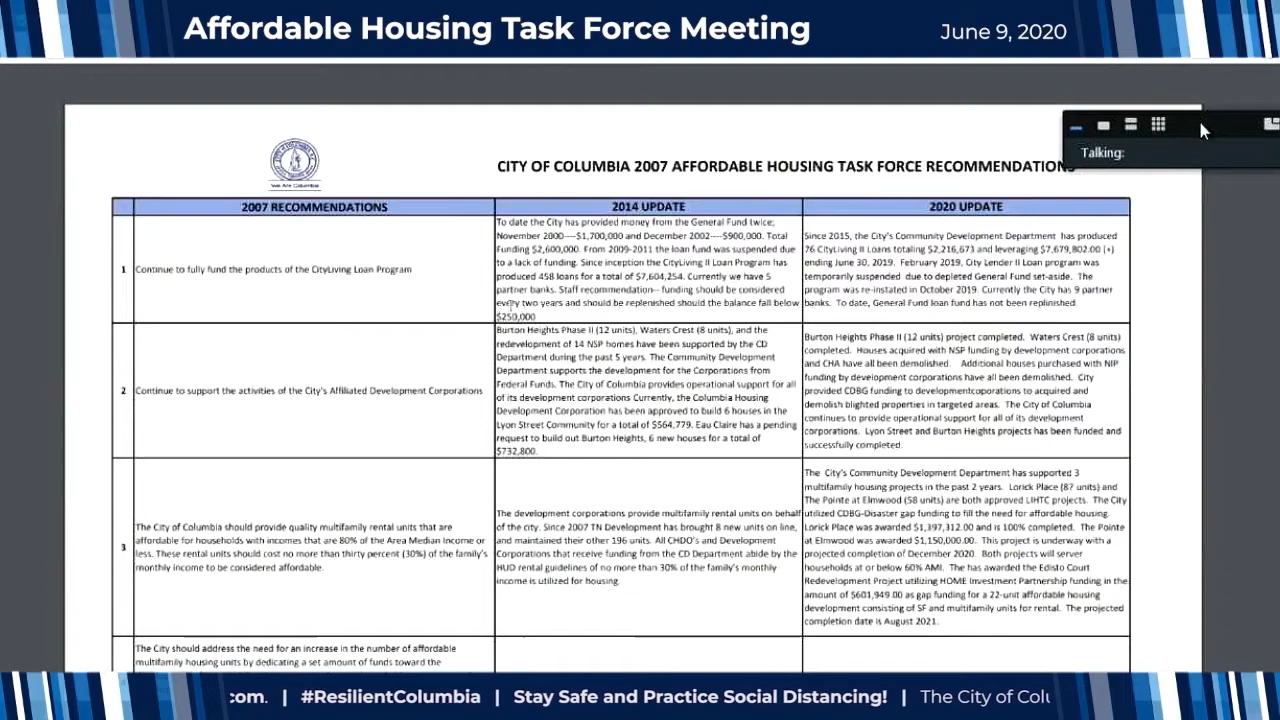 Affordable Housing Task Force Meeting
June 9, 2020
Talking:
We Are Columbia
CITY OF COLUMBIA 2007 AFFORDABLE HOUSING TASK FORCE RECOMMENDATIONS
2007 RECOMMENDATIONS
2014 UPDATE
2020 UPDATE
1
Continue to fully fund the products of the CityLiving Loan Program
To date the City has provided money from the General Fund twice;
November 2000----$1,700,000 and December 2002----$900,000. Total
Funding $2,600,000. From 2009-2011 the loan fund was suspended due
to a lack of funding. Since inception the CityLiving II Loan Program has
produced 458 loans for a total of $7,604,254. Currently we have 5
partner banks. Staff recommendation-- funding should be considered
every two years and should be replenished should the balance fall below
$250,000
Since 2015, the city's Community Development Department has produced
76 CityLiving II Loans totaling $2,216,673 and leveraging $7,679,802.00 (+)
ending June 30, 2019. February 2019, City Lender II Loan program was
temporarily suspended due to depleted General Fund set-aside. The
program was re-instated in October 2019. Currently the City has 9 partner
banks. To date, General Fund loan fund has not been replinished.
2
Continue to support the activities of the City's Affiliated Development Corporations
Burton Heights Phase II (12 units), Waters Crest (8 units), and the
redevelopment of 14 NSP homes have been supported by the CD
Department during the past 5 years. The Community Development
Department supports the development for the Corporations from
Federal Funds. The City of Columbia provides operational support for all
of its development corporations Currently, the Columbia Housing
Development Corporation has been approved to build 6 houses in the
Lyon Street Community for a total of $564,779. Eau Claire has a pending
request to build out Burton Heights, 6 new houses for a total of
$732,800.
Burton Heights Phase II (12 units) project completed. Waters Crest (8 units)
completed. Houses acquired with NSP funding by development corporations
and CHA have all been demolished. Additional houses purchased with NIP
funding by development corporations have all been demolished. City
provided CDBG funding to developmentcoporations to acquired and
demolish blighted properties in targeted areas. The City of Columbia
continues to provide operational support for all of its development
corporations. Lyon Street and Burton Heights projects has been funded and
successfully completed.
3
The City of Columbia should provide quality multifamily rental units that are
affordable for households with incomes that are 80% of the Area Median Income or
less. These rental units should cost no more than thirty percent (30%) of the family's
monthly income to be considered affordable.
The development corporations provide multifamily rental units on behalf
of the city. Since 2007 TN Development has brought 8 new units on line,
and maintained their other 196 units. All CHDO's and Development
Corporations that receive funding from the CD Department abide by the
HUD rental guidelines of no more than 30% of the family's monthly
income is utilized for housing.
The City's Community Development Department has supported 3
multifamily housing projects in the past 2 years. Lorick Place (87 units) and
The Pointe at Elmwood (58 units) are both approved LIHTC projects. The City
utilized CDBG-Disaster gap funding to fill the need for affordable housing.
Lorick Place was awarded $1,397,312.00 and is 100% completed. The Pointe
at Elmwood was awarded $1,150,000.00. This project is underway with a
projected completion of December 2020. Both projects will server
households at or below 60% AMI. The has awarded the Edisto Court
Redevelopment Project utilizing HOME Investment Partnership funding in the
amount of $601,949.00 as gap funding for a 22-unit affordable housing
development consisting of SF and multifamily units for rental. The projected
completion date is August 2021.
The City should address the need for an increase in the number of affordable
multifamily housing units by dedicating a set amount of funds toward the
com. | #ResilientColumbia | Stay Safe and Practice Social Distancing! | The City of Colu